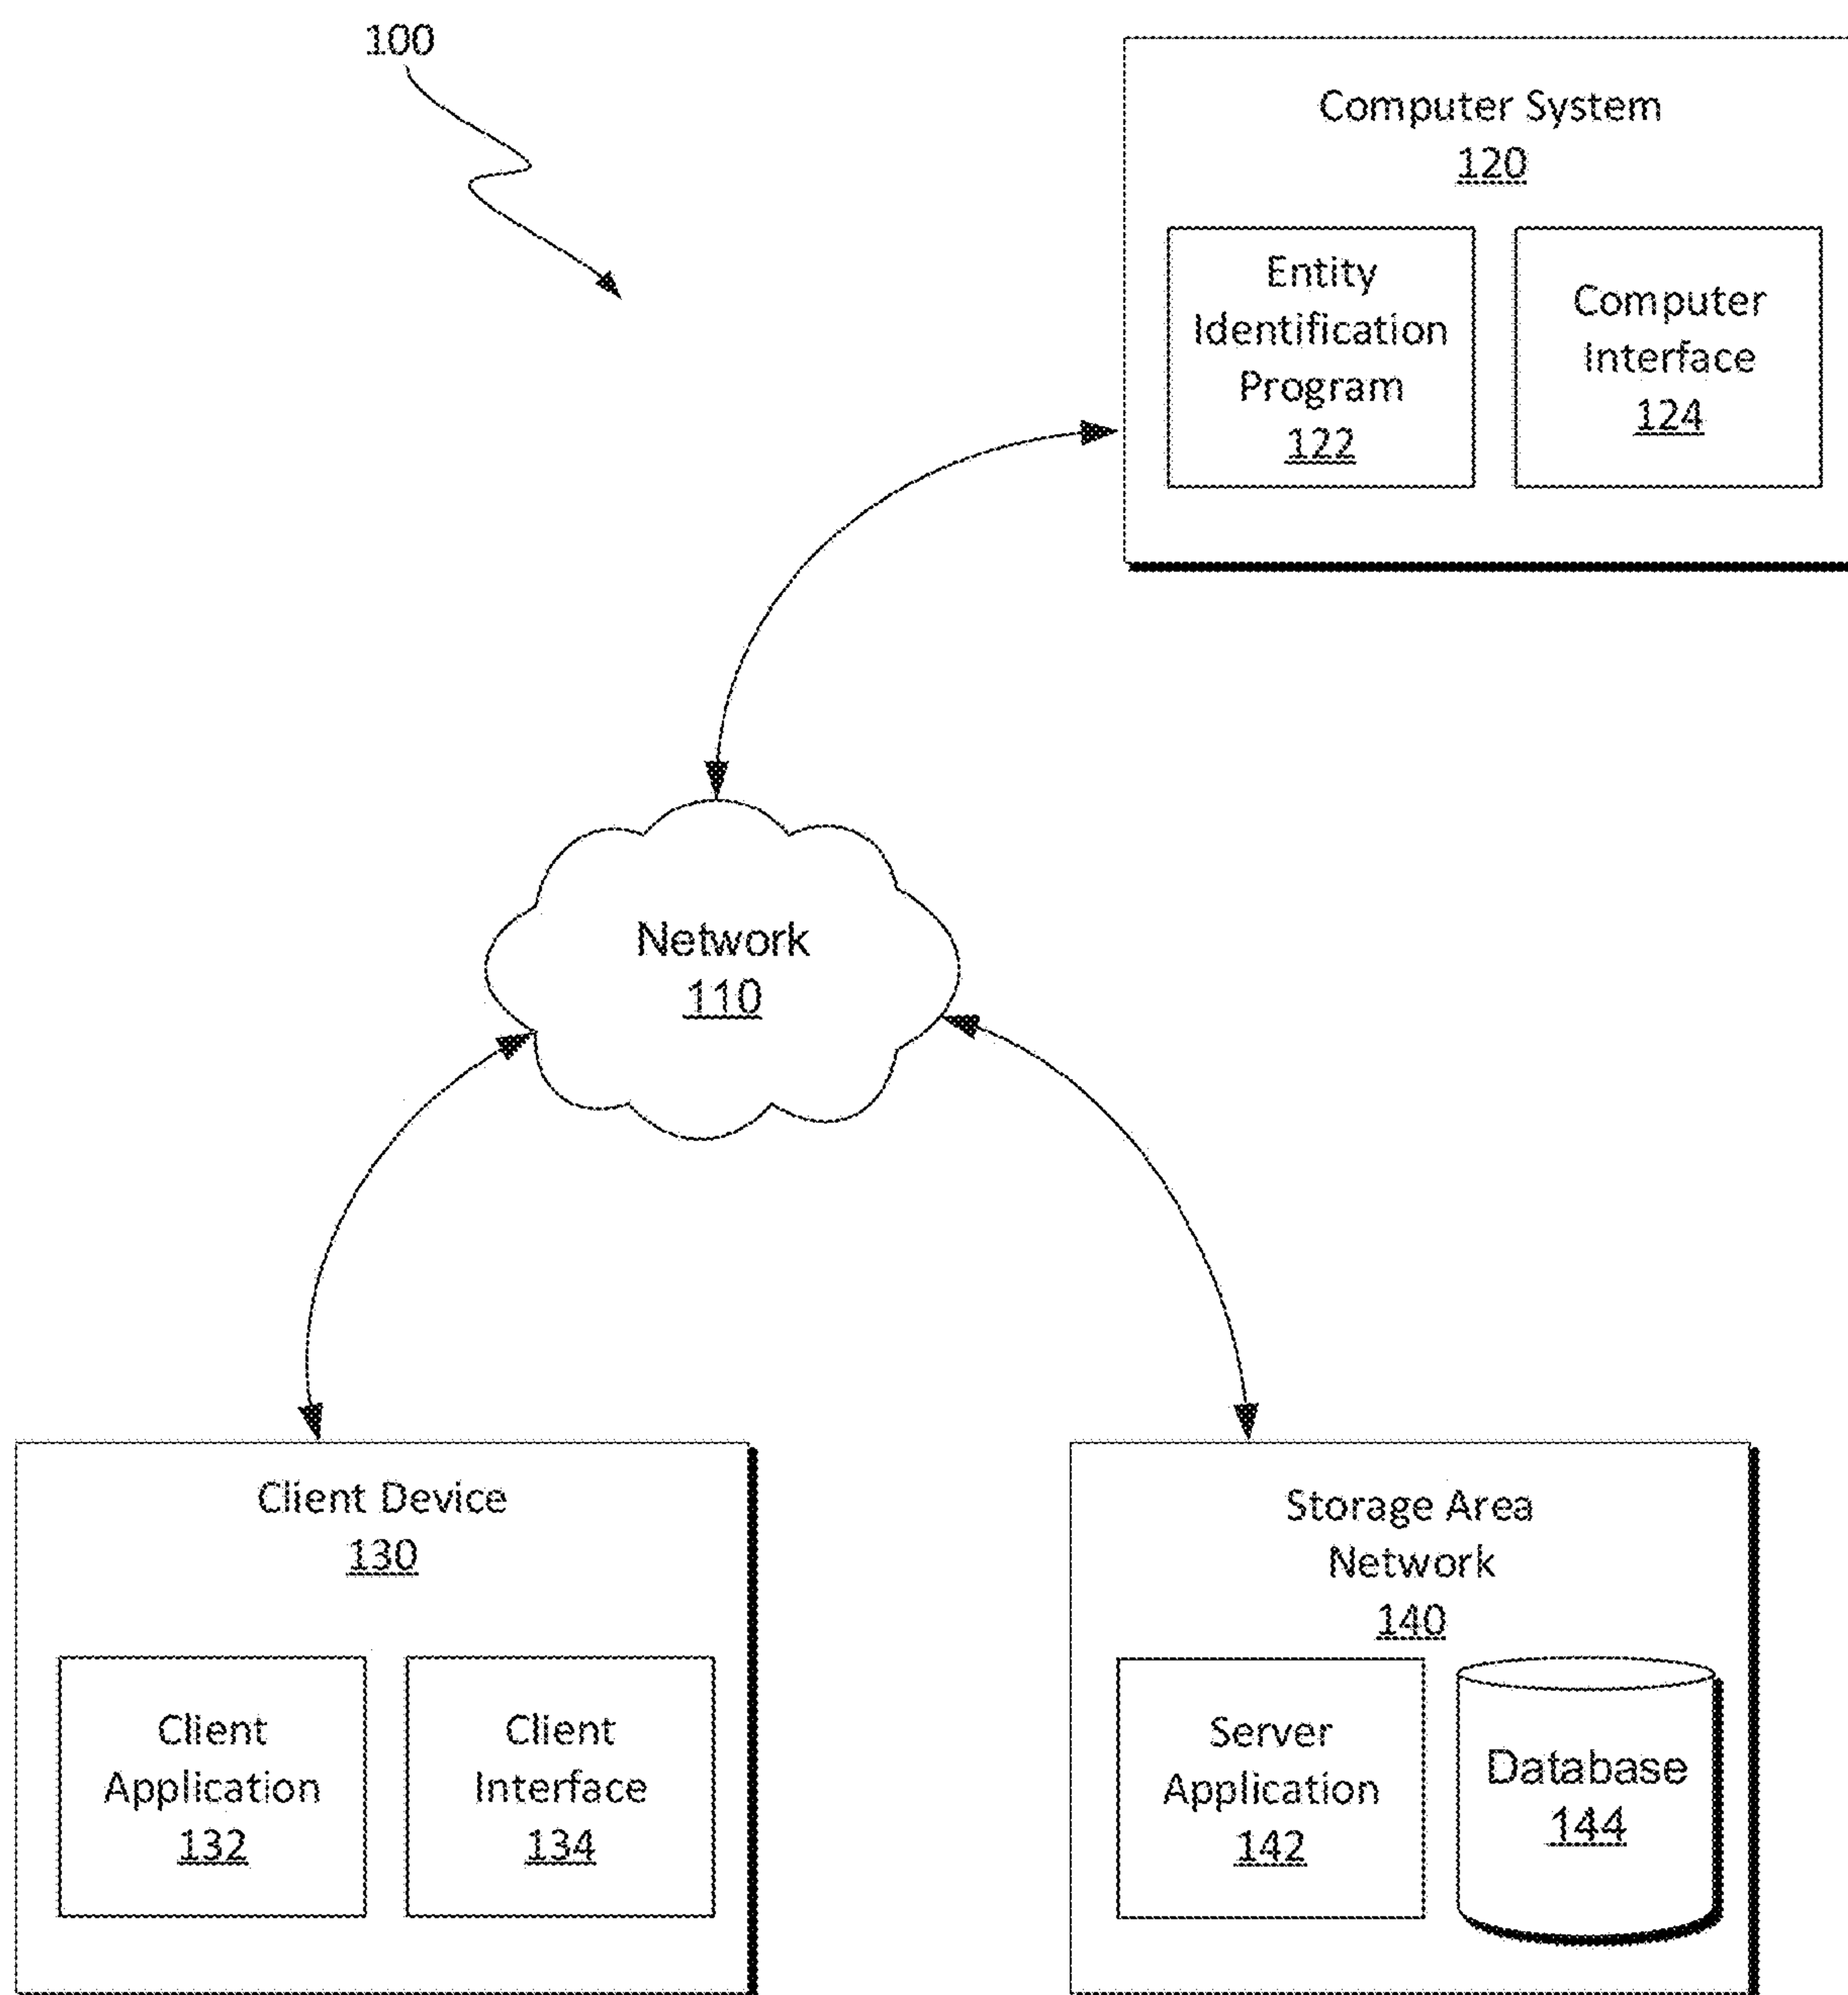 100
Computer System
120
Entity
Identification
Program
122
Computer
Interface
124
Network
110
Client Device
130
Client
Application
132
Client
Interface
134
Storage Area
Network
140
Server
Application
142
Database
144